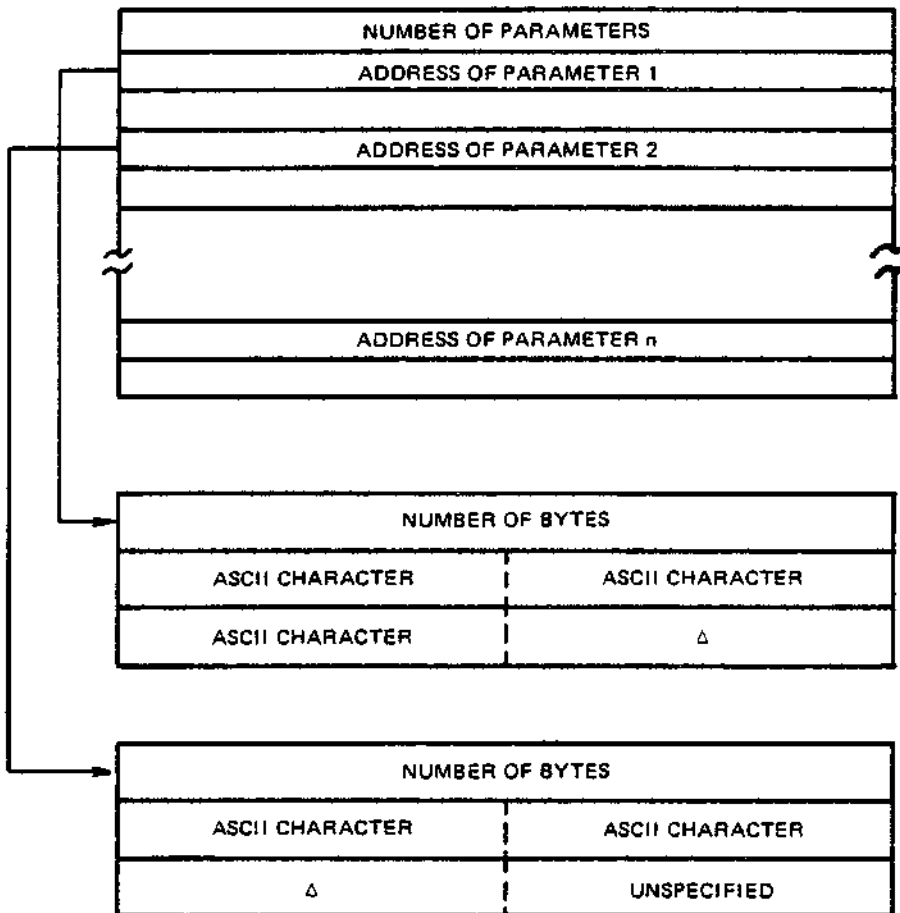 NUMBER OF PARAMETERS
ADDRESS OF PARAMETER 1
ADDRESS OF PARAMETER 2
ADDRESS OF PARAMETER n
NUMBER OF BYTES
ASCII CHARACTER ASCII CHARACTER
ASCII CHARACTER Δ
NUMBER OF BYTES
ASCII CHARACTER ASCII CHARACTER
Δ UNSPECIFIED